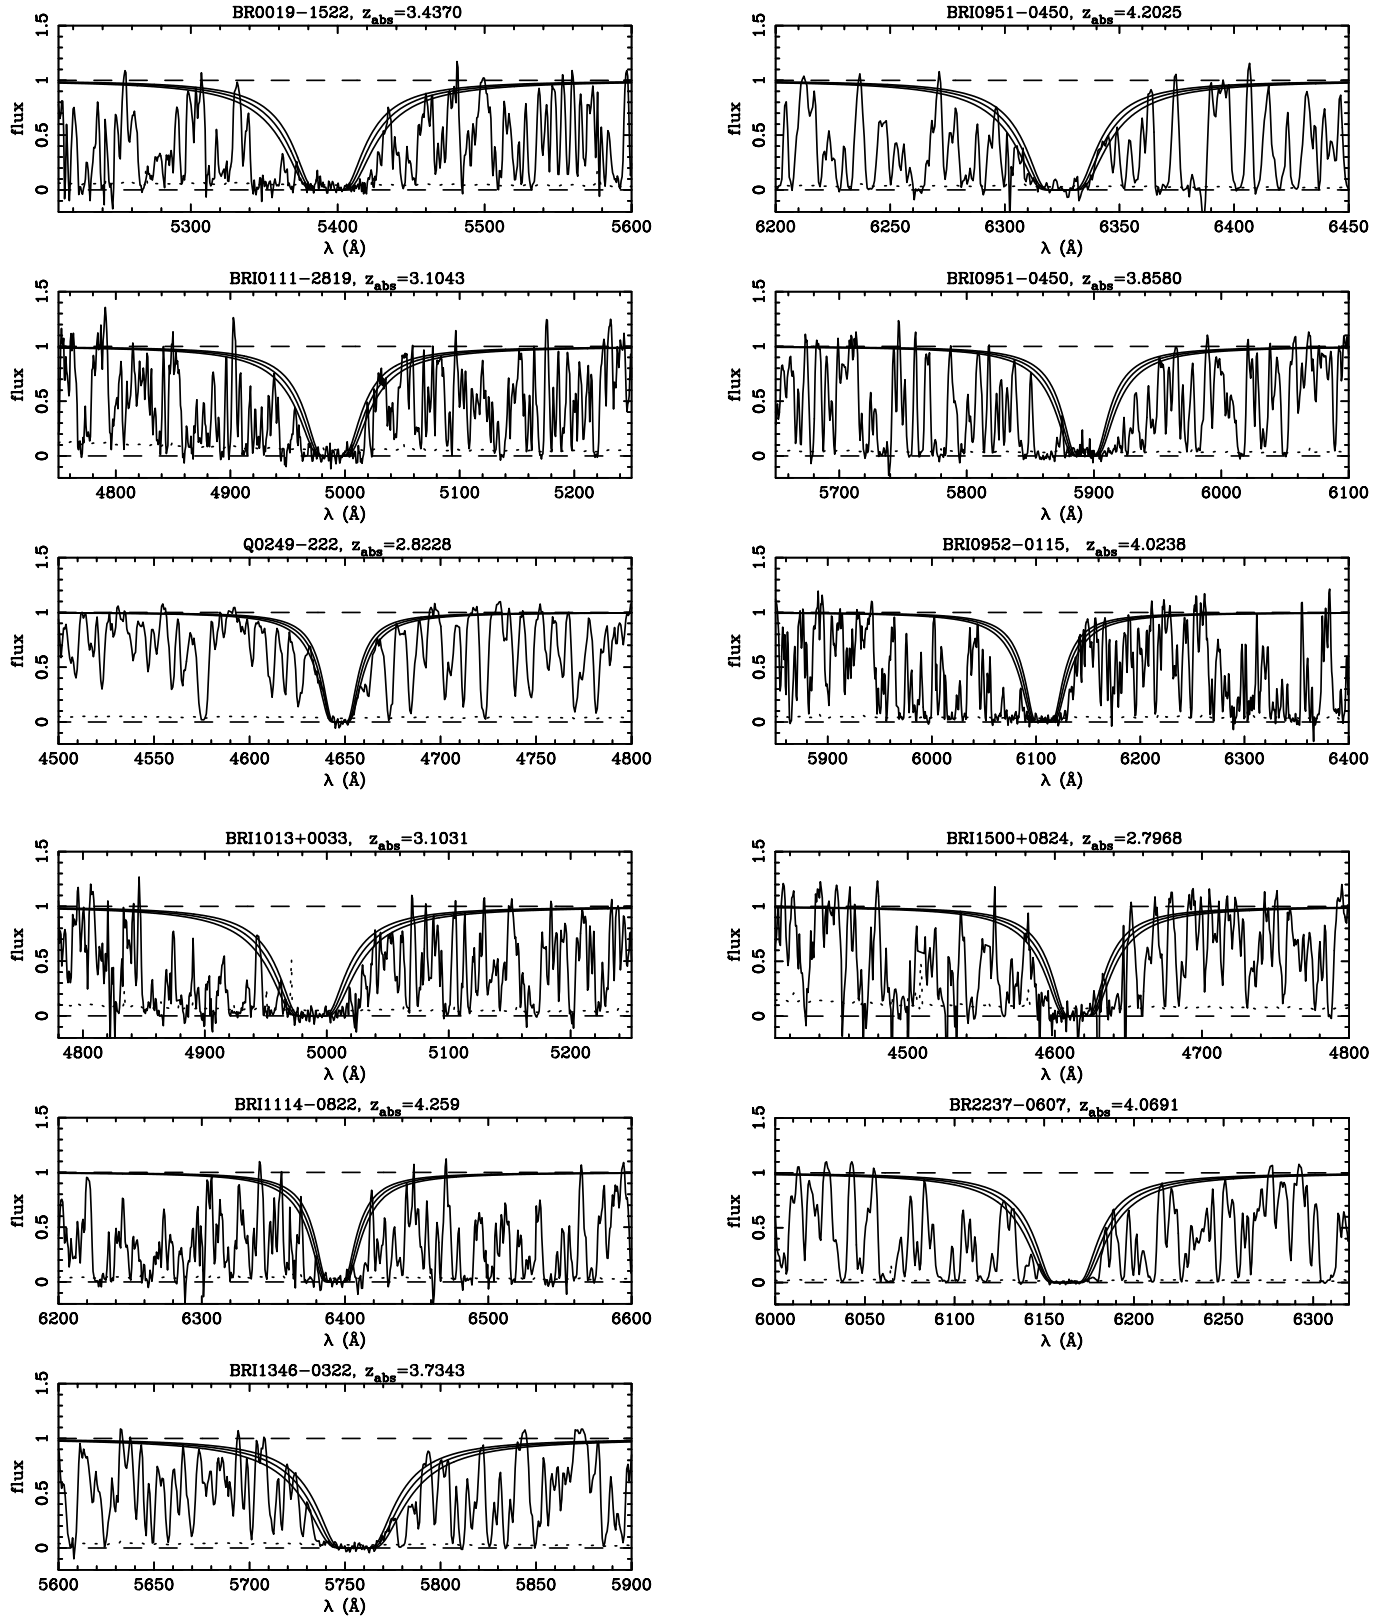 BR0019−1522, z_abs=3.4370
flux
0 0.5 1 1.5
5300 5400 5500 5600
λ (Å)
BRI0951−0450, z_abs=4.2025
flux
0 0.5 1 1.5
6200 6250 6300 6350 6400 6450
λ (Å)
BRI0111−2819, z_abs=3.1043
flux
0 0.5 1 1.5
4800 4900 5000 5100 5200
λ (Å)
BRI0951−0450, z_abs=3.8580
flux
0 0.5 1 1.5
5700 5800 5900 6000 6100
λ (Å)
Q0249−222, z_abs=2.8228
flux
0 0.5 1 1.5
4500 4550 4600 4650 4700 4750 4800
λ (Å)
BRI0952−0115, z_abs=4.0238
flux
0 0.5 1 1.5
5900 6000 6100 6200 6300 6400
λ (Å)
BRI1013+0033, z_abs=3.1031
flux
0 0.5 1 1.5
4800 4900 5000 5100 5200
λ (Å)
BRI1500+0824, z_abs=2.7968
flux
0 0.5 1 1.5
4500 4600 4700 4800
λ (Å)
BRI1114−0822, z_abs=4.259
flux
0 0.5 1 1.5
6200 6300 6400 6500 6600
λ (Å)
BR2237−0607, z_abs=4.0691
flux
0 0.5 1 1.5
6000 6050 6100 6150 6200 6250 6300
λ (Å)
BRI1346−0322, z_abs=3.7343
flux
0 0.5 1 1.5
5600 5650 5700 5750 5800 5850 5900
λ (Å)